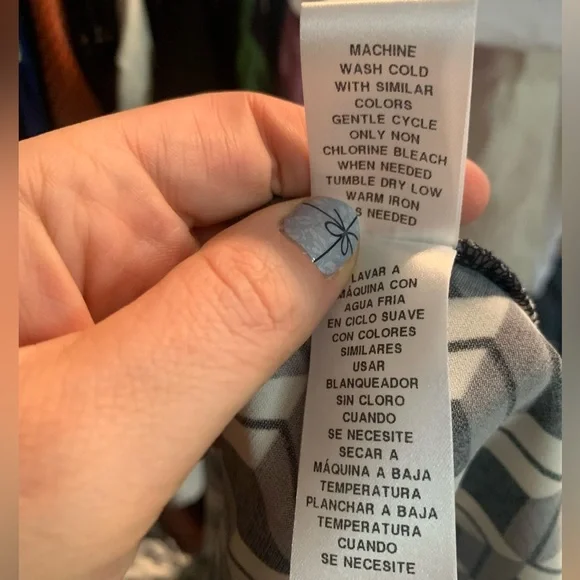 MACHINE
WASH COLD
WITH SIMILAR
COLORS
GENTLE CYCLE
ONLY NON
CHLORINE BLEACH
WHEN NEEDED
TUMBLE DRY LOW
WARM IRON
S NEEDED
LAVAR A
MÁQUINA CON
AGUA FRIA
EN CICLO SUAVE
CON COLORES
SIMILARES
USAR
BLANQUEADOR
SIN CLORO
CUANDO
SE NECESITE
SECAR A
MÁQUINA A BAJA
TEMPERATURA
PLANCHAR A BAJA
TEMPERATURA
CUANDO
SE NECESITE